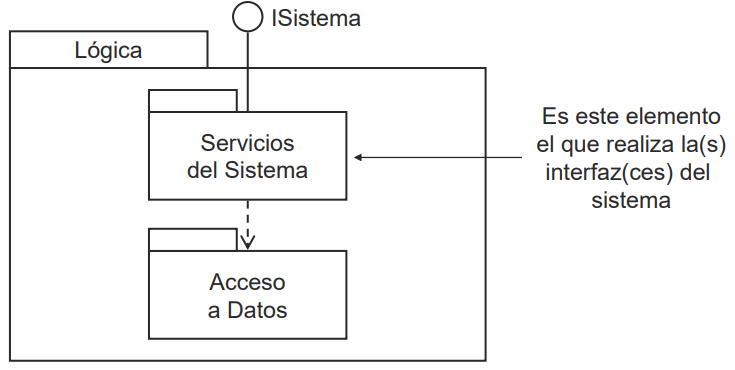 ISistema
Lógica
Servicios
del Sistema
Es este elemento
el que realiza la(s)
interfaz(ces) del
sistema
Acceso
a Datos